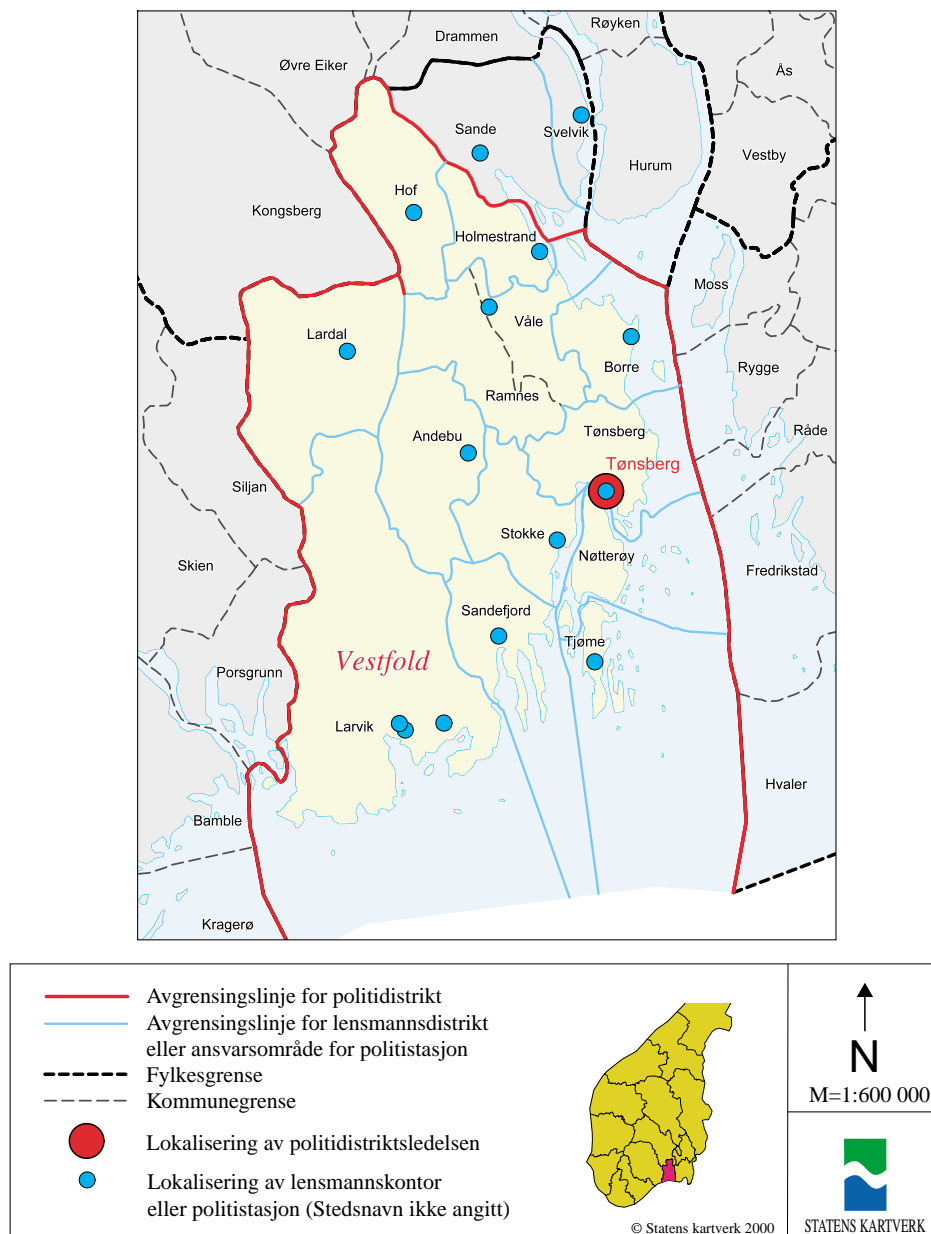 Røyken
Drammen
Øvre Eiker
Ås
Sande
Svelvik
Vestby
Hurum
Hof
Kongsberg
Holmestrand
Moss
Våle
Lardal
Borre
Rygge
Ramnes
Tønsberg
Råde
Andebu
Tønsberg
Siljan
Stokke
Nøtterøy
Skien
Fredrikstad
Sandefjord
Tjøme
Vestfold
Porsgrunn
Larvik
Hvaler
Bamble
Kragerø
Avgrensingslinje for politidistrikt
Avgrensingslinje for lensmannsdistrikt
eller ansvarsområde for politistasjon
Fylkesgrense
Kommunegrense
Lokalisering av politidistriktsledelsen
Lokalisering av lensmannskontor
eller politistasjon (Stedsnavn ikke angitt)
© Statens kartverk 2000
N
M=1:600 000
STATENS KARTVERK